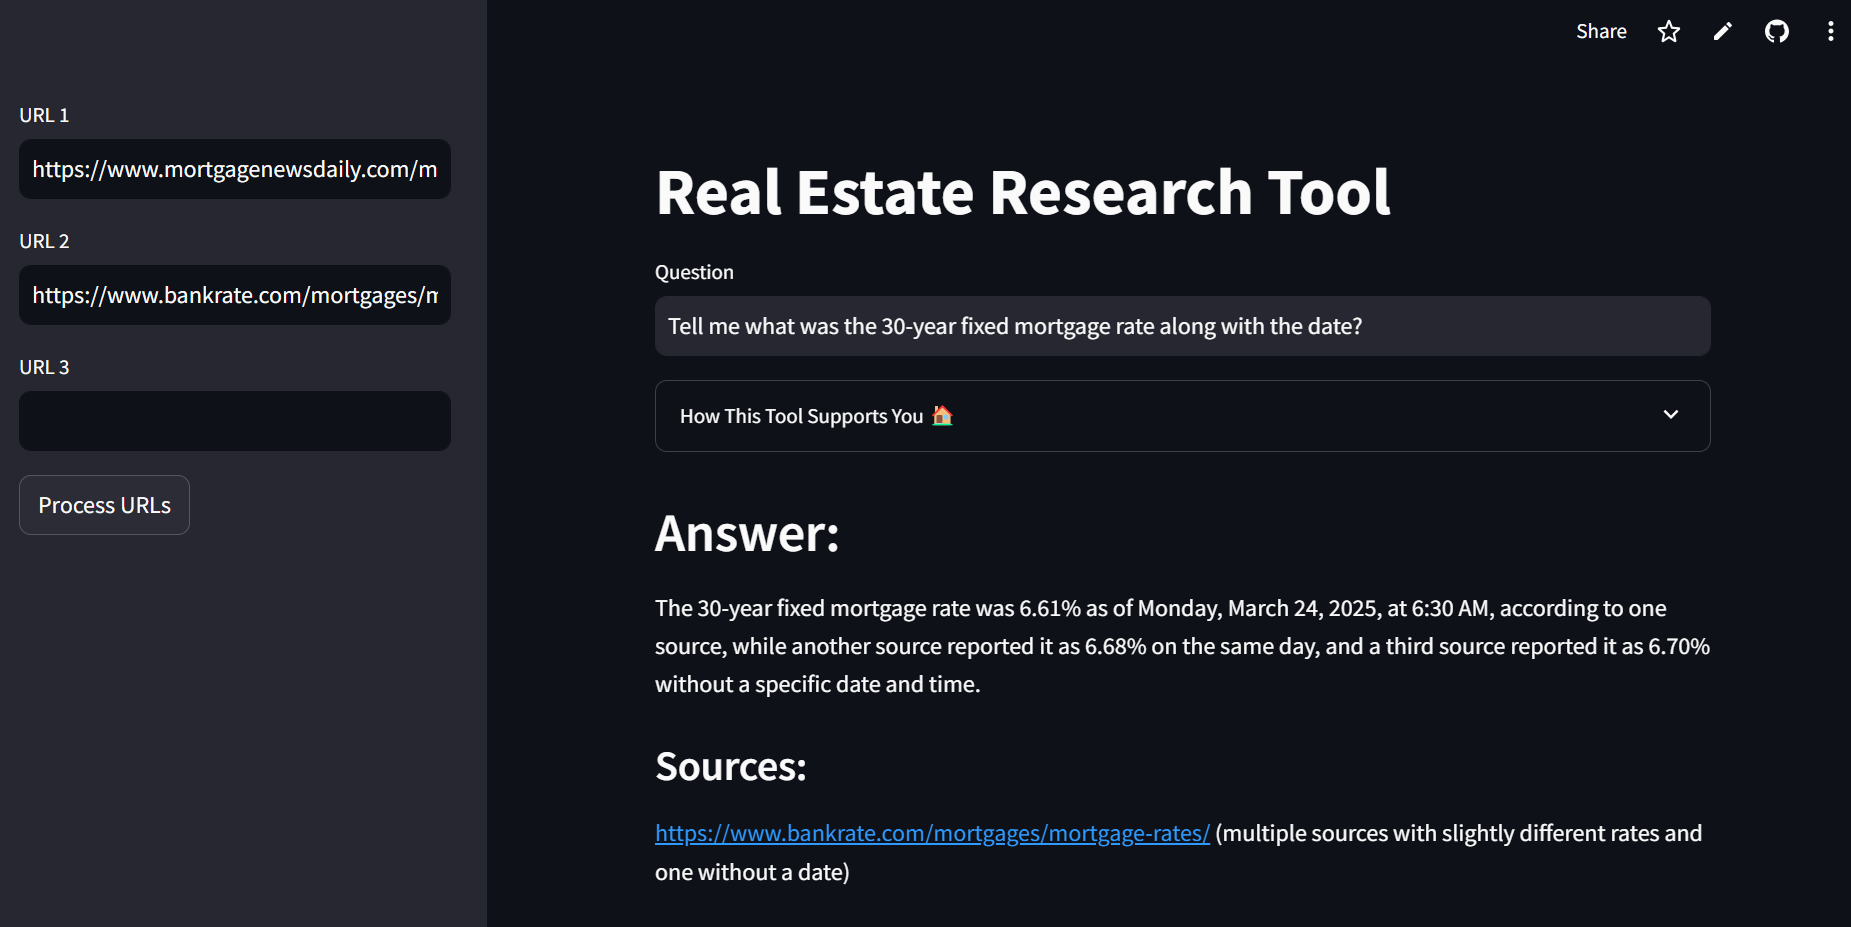 Share
URL 1
https://www.mortgagenewsdaily.com/m
URL 2
https://www.bankrate.com/mortgages/m
URL 3
Process URLs
Real Estate Research Tool
Question
Tell me what was the 30-year fixed mortgage rate along with the date?
How This Tool Supports You
Answer:
The 30-year fixed mortgage rate was 6.61% as of Monday, March 24, 2025, at 6:30 AM, according to one
source, while another source reported it as 6.68% on the same day, and a third source reported it as 6.70%
without a specific date and time.
Sources:
https://www.bankrate.com/mortgages/mortgage-rates/ (multiple sources with slightly different rates and
one without a date)